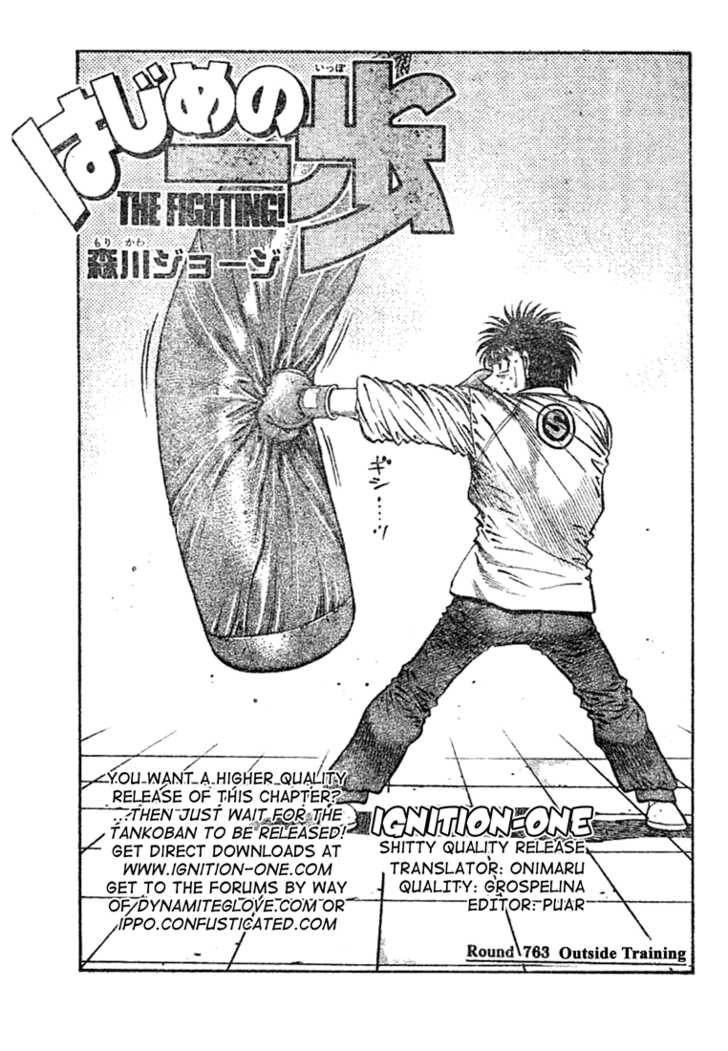 いっぽ
はじめの一歩
THE FIGHTING!
もり かわ
森川ジョージ
ギシ……ッ
S
YOU WANT A HIGHER QUALITY
RELEASE OF THIS CHAPTER?
...THEN JUST WAIT FOR THE
TANKOBAN TO BE RELEASED!
GET DIRECT DOWNLOADS AT
WWW.IGNITION-ONE.COM
GET TO THE FORUMS BY WAY
OF DYNAMITEGLOVE.COM OR
IPPO.CONFUSTICATED.COM
IGNITION-ONE
SHITTY QUALITY RELEASE
TRANSLATOR: ONIMARU
QUALITY: GROSPELINA
EDITOR: PUAR
Round 763 Outside Training